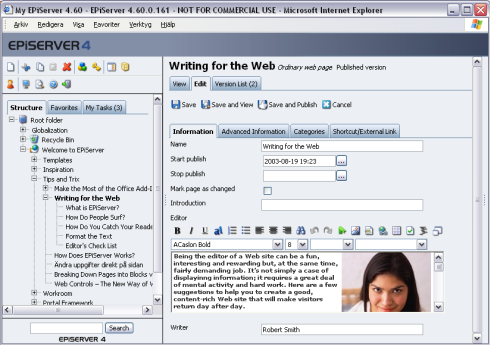 My EPiServer 4.60 - EPiServer 4.60.0.161 - NOT FOR COMMERCIAL USE - Microsoft Internet Explorer
Arkiv Redigera Visa Favoriter Verktyg Hjälp
EPiSERVER 4
Structure Favorites My Tasks (3)
Root folder
Globalization
Recycle Bin
Welcome to EPiServer
Templates
Inspiration
Tips and Trix
Make the Most of the Office Add-I
Writing for the Web
What is EPiServer?
How Do People Surf?
How Do You Catch Your Reade
Format the Text
Editor's Check List
How Does EPiServer Works?
Ändra uppgifter direkt på sidan
Breaking Down Pages into Blocks v
Web Controls - The New Way of V
Workroom
Portal Framework
Search
EPiSERVER 4
Writing for the Web Ordinary web page Published version
View Edit Version List (2)
Save Save and View Save and Publish Cancel
Information Advanced Information Categories Shortcut/External Link
Name Writing for the Web
Start publish 2003-08-19 19:23 ...
Stop publish ...
Mark page as changed
Introduction
Editor
B I U
ACaslon Bold 8
Being the editor of a Web site can be a fun,
interesting and rewarding but, at the same time,
fairly demanding job. It's not simply a case of
displaying information; it requires a great deal
of mental activity and hard work. Here are a few
suggestions to help you to create a good,
content-rich Web site that will make visitors
return day after day.
Writer Robert Smith